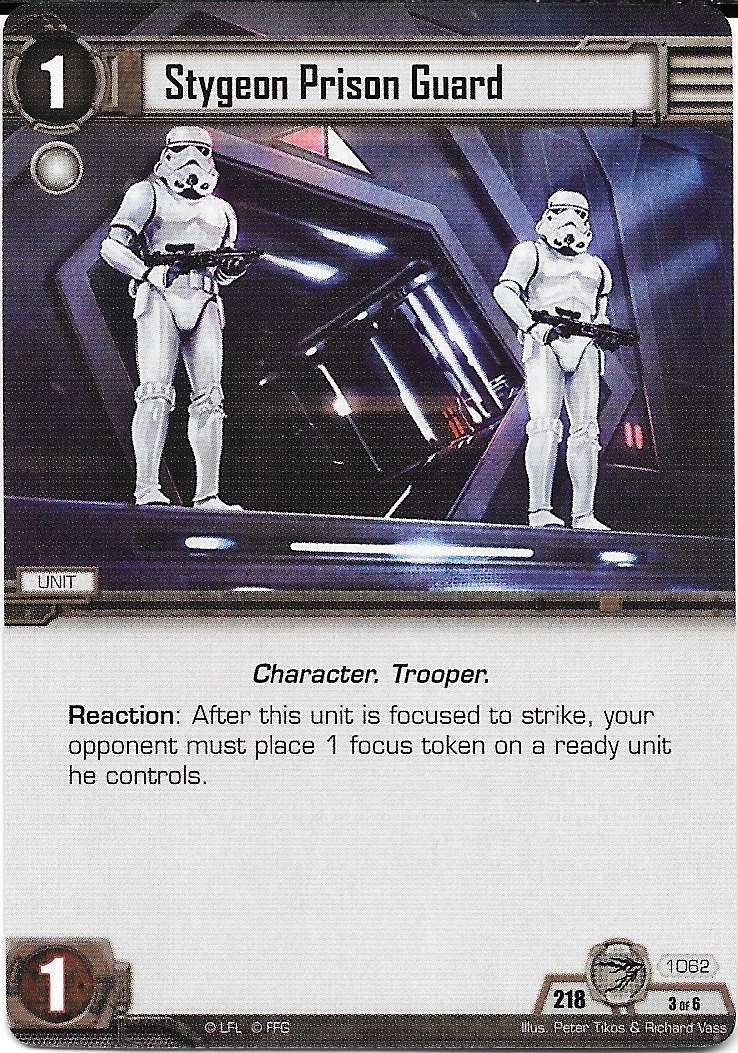 1
Stygeon Prison Guard
UNIT
Character. Trooper.
Reaction: After this unit is focused to strike, your
opponent must place 1 focus token on a ready unit
he controls.
1
1062
218
3 OF 6
© LFL © FFG
Illus. Peter Tikos & Richard Vass